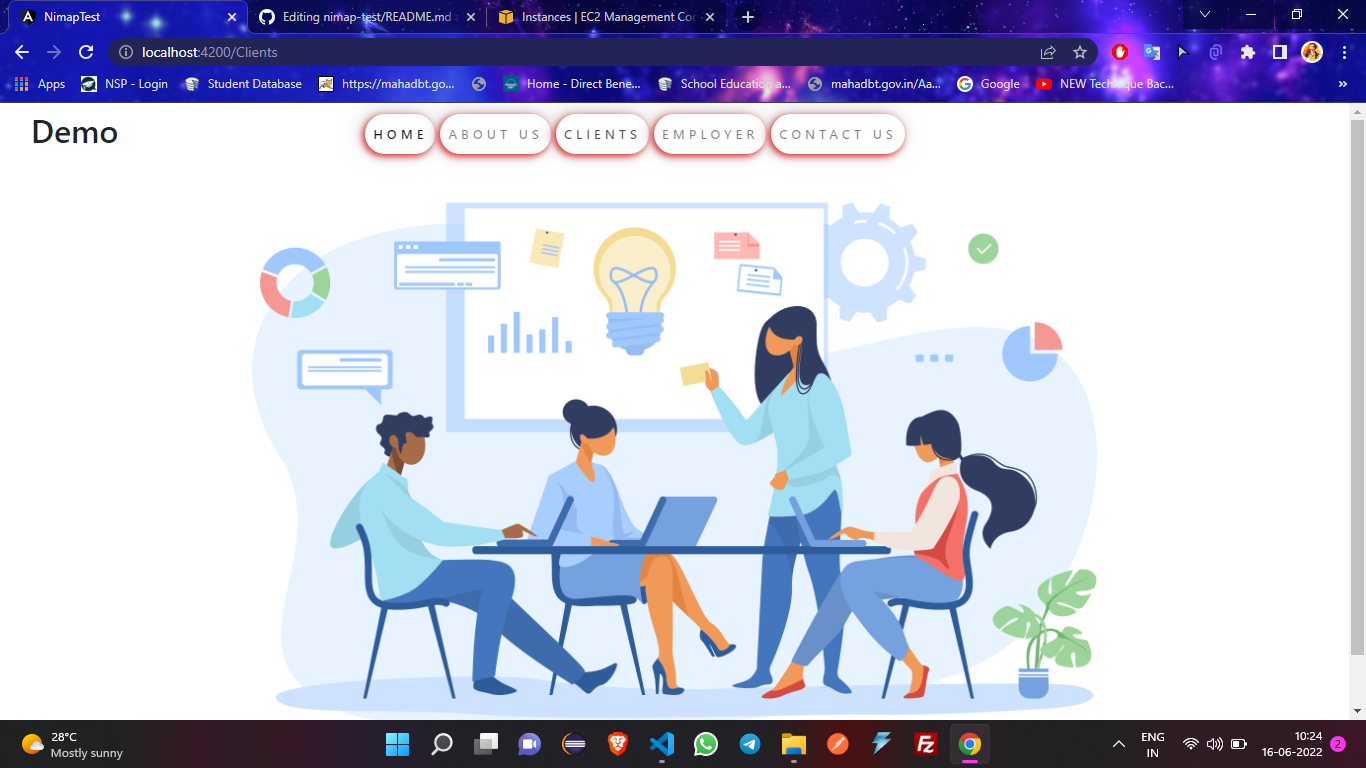 NimapTest
Editing nimap-test/README.md
Instances | EC2 Management Con
localhost:4200/Clients
Apps
NSP - Login
Student Database
https://mahadbt.go...
Home - Direct Bene...
School Education a...
mahadbt.gov.in/Aa...
Google
NEW Technique Bac...
Demo
HOME
ABOUT US
CLIENTS
EMPLOYER
CONTACT US
28°C
Mostly sunny
ENG
IN
10:24
16-06-2022
2